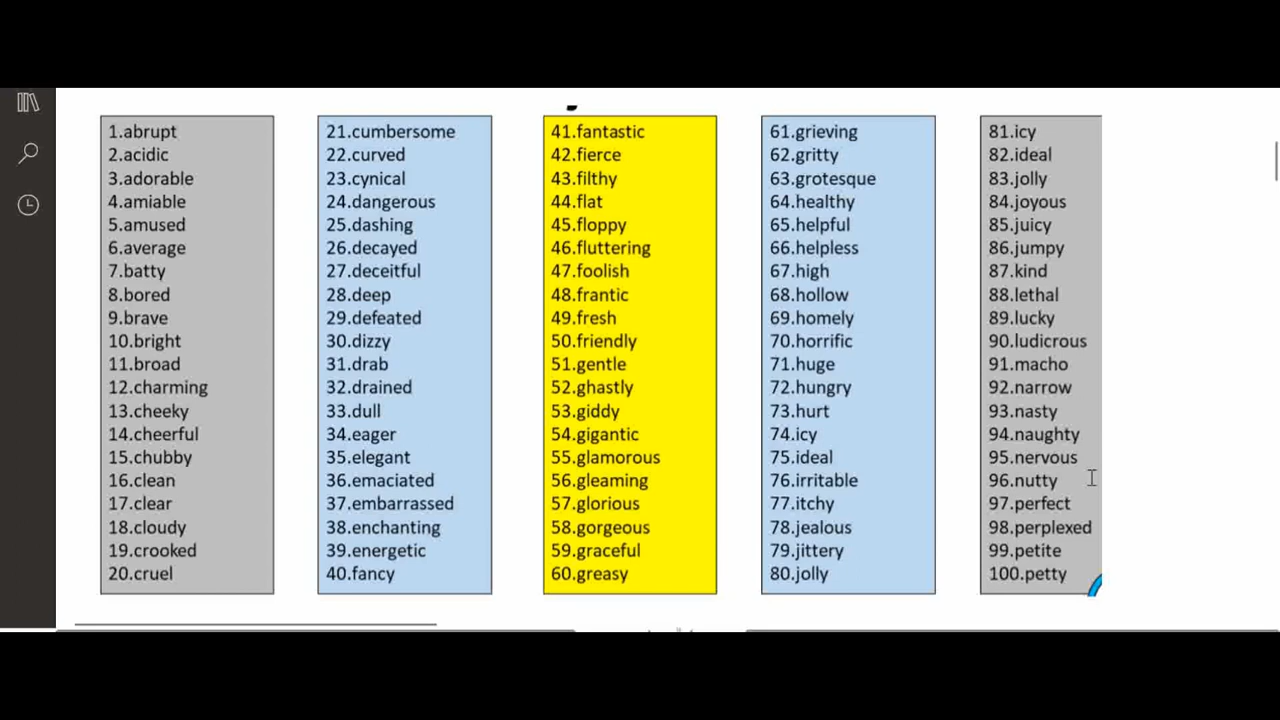 1.abrupt
2.acidic
3.adorable
4.amiable
5.amused
6.average
7.batty
8.bored
9.brave
10.bright
11.broad
12.charming
13.cheeky
14.cheerful
15.chubby
16.clean
17.clear
18.cloudy
19.crooked
20.cruel
21.cumbersome
22.curved
23.cynical
24.dangerous
25.dashing
26.decayed
27.deceitful
28.deep
29.defeated
30.dizzy
31.drab
32.drained
33.dull
34.eager
35.elegant
36.emaciated
37.embarrassed
38.enchanting
39.energetic
40.fancy
41.fantastic
42.fierce
43.filthy
44.flat
45.floppy
46.fluttering
47.foolish
48.frantic
49.fresh
50.friendly
51.gentle
52.ghastly
53.giddy
54.gigantic
55.glamorous
56.gleaming
57.glorious
58.gorgeous
59.graceful
60.greasy
61.grieving
62.gritty
63.grotesque
64.healthy
65.helpful
66.helpless
67.high
68.hollow
69.homely
70.horrific
71.huge
72.hungry
73.hurt
74.icy
75.ideal
76.irritable
77.itchy
78.jealous
79.jittery
80.jolly
81.icy
82.ideal
83.jolly
84.joyous
85.juicy
86.jumpy
87.kind
88.lethal
89.lucky
90.ludicrous
91.macho
92.narrow
93.nasty
94.naughty
95.nervous
96.nutty
97.perfect
98.perplexed
99.petite
100.petty